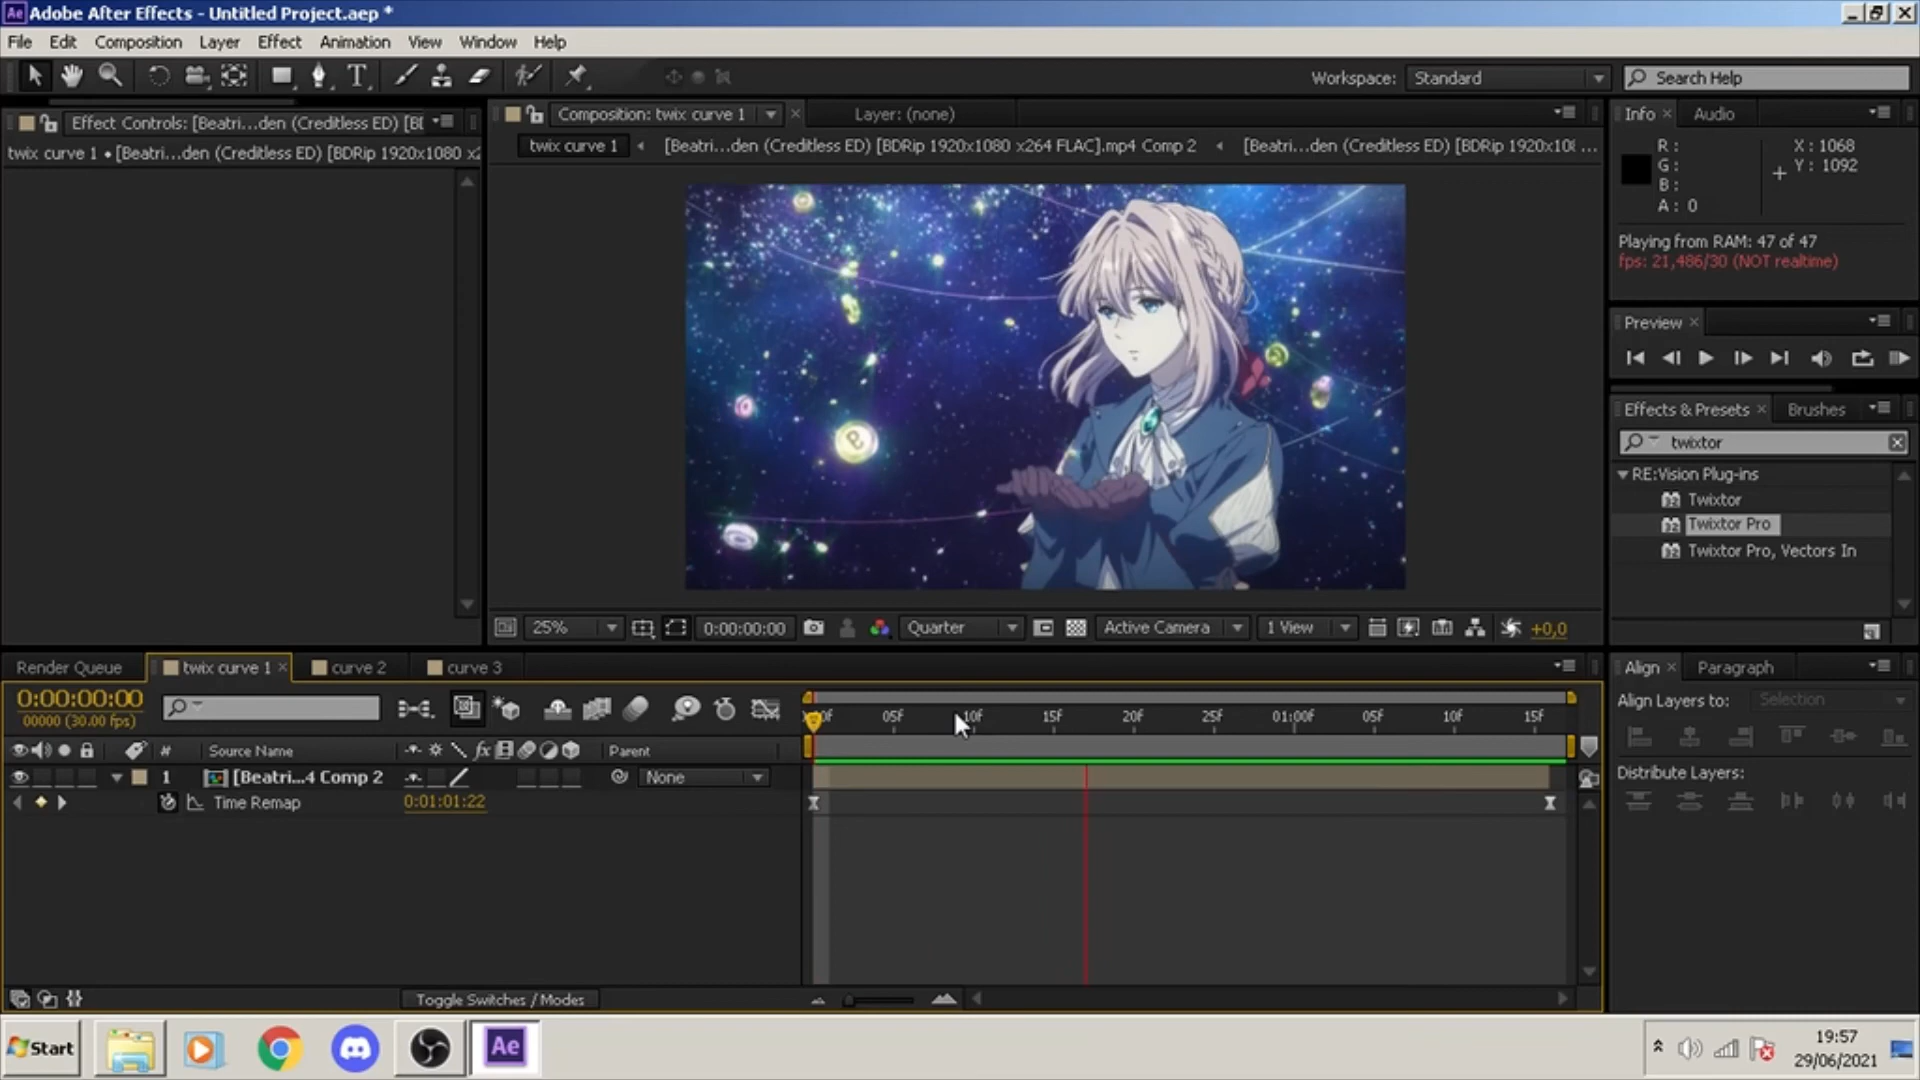 Adobe After Effects - Untitled Project.aep *
File Edit Composition Layer Effect Animation View Window Help
Workspace: Standard
Search Help
Effect Controls: [Beatri...den (Creditless ED) [BD
twix curve 1 • [Beatri...den (Creditless ED) [BDRip 1920x1080 x2
Composition: twix curve 1
Layer: (none)
twix curve 1
[Beatri...den (Creditless ED) [BDRip 1920x1080 x264 FLAC].mp4 Comp 2
[Beatri...den (Creditless ED) [BDRip 1920x10 ...
Info Audio
R :
G :
B :
A : 0
X : 1068
Y : 1092
Playing from RAM: 47 of 47
fps: 21,486/30 (NOT realtime)
Preview
Effects & Presets Brushes
twixtor
RE:Vision Plug-ins
Twixtor
Twixtor Pro
Twixtor Pro, Vectors In
25%
0:00:00:00
Quarter
Active Camera
1 View
+0,0
Render Queue twix curve 1 curve 2 curve 3
0:00:00:00
00000 (30.00 fps)
05F 10F 15F 20F 25F 01:00F 05F 10F 15F
# Source Name fx Parent
1 [Beatri...4 Comp 2 None
Time Remap 0:01:01:22
Toggle Switches / Modes
Align Paragraph
Align Layers to: Selection
Distribute Layers:
Start
Ae
19:57
29/06/2021